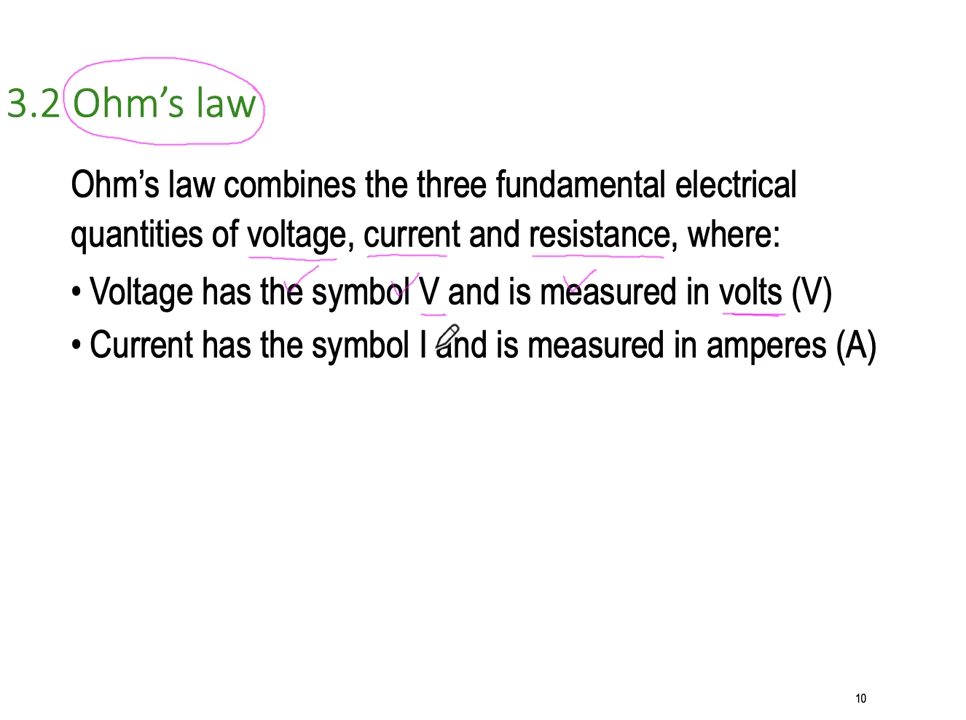 3.2 Ohm’s law
Ohm’s law combines the three fundamental electrical
quantities of voltage, current and resistance, where:
• Voltage has the symbol V and is measured in volts (V)
• Current has the symbol I and is measured in amperes (A)
10